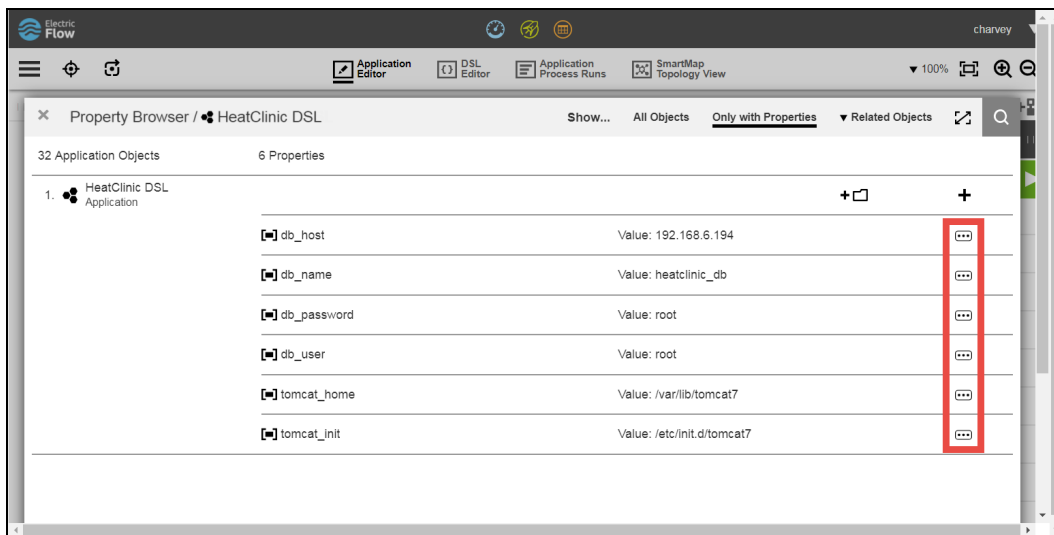 Electric
Flow
charvey
Application
Editor
DSL
Editor
Application
Process Runs
SmartMap
Topology View
100%
Property Browser / HeatClinic DSL
Show...
All Objects
Only with Properties
Related Objects
32 Application Objects
6 Properties
1.
HeatClinic DSL
Application
db_host
Value: 192.168.6.194
db_name
Value: heatclinic_db
db_password
Value: root
db_user
Value: root
tomcat_home
Value: /var/lib/tomcat7
tomcat_init
Value: /etc/init.d/tomcat7